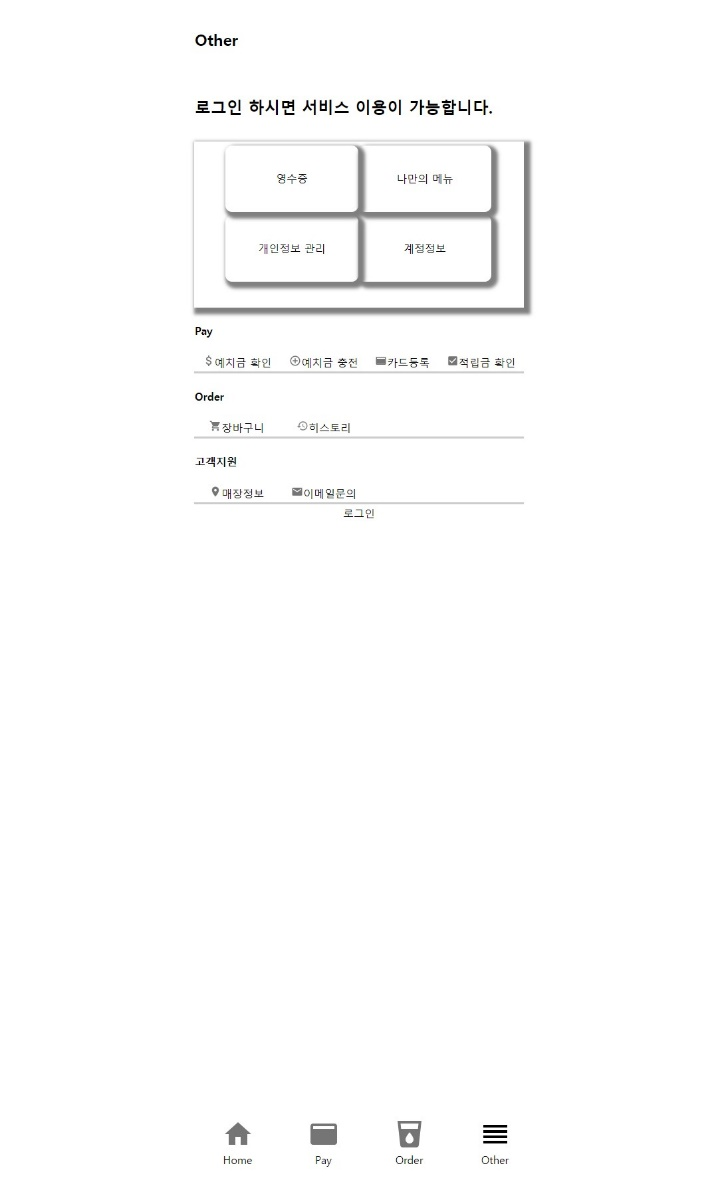 Other
로그인 하시면 서비스 이용이 가능합니다.
영수증 나만의 메뉴
개인정보 관리 계정정보
Pay
예치금 확인 예치금 충전 카드등록 적립금 확인
Order
장바구니 히스토리
고객지원
매장정보 이메일문의
로그인
Home Pay Order Other